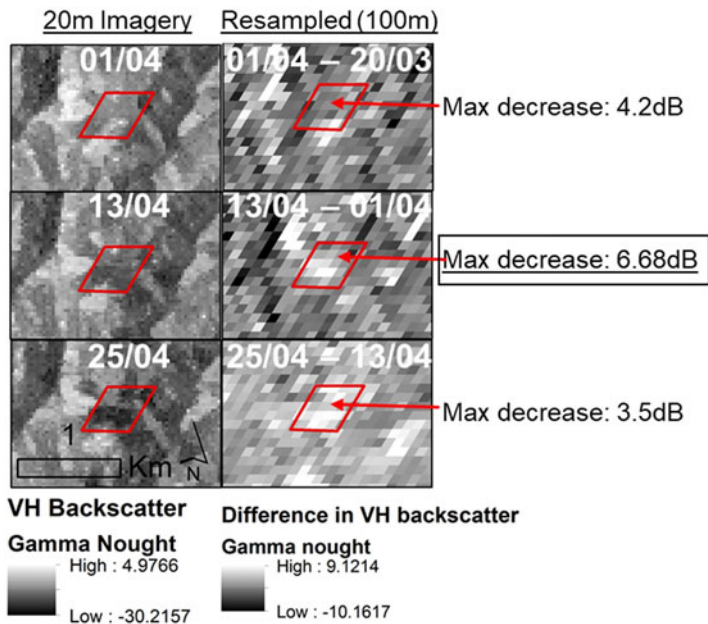 20m Imagery
Resampled (100m)
01/04
01/04 – 20/03
Max decrease: 4.2dB
13/04
13/04 – 01/04
Max decrease: 6.68dB
25/04
25/04 – 13/04
Max decrease: 3.5dB
1
Km
N
VH Backscatter
Gamma Nought
High : 4.9766
Low : -30.2157
Difference in VH backscatter
Gamma nought
High : 9.1214
Low : -10.1617